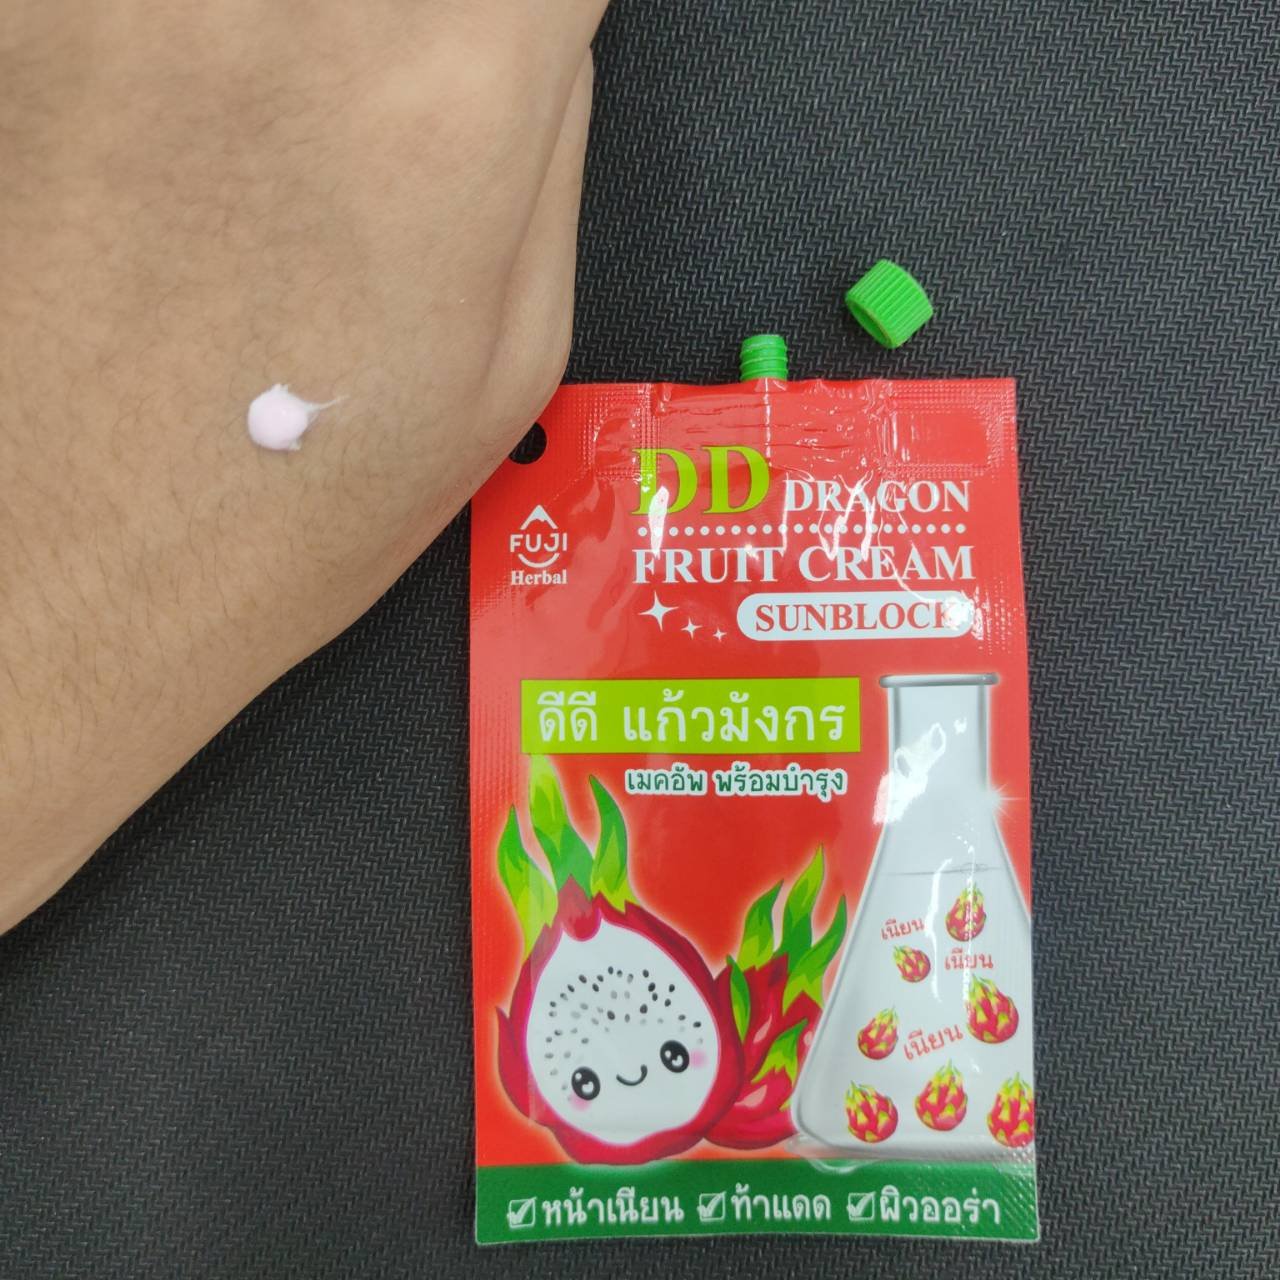 DD DRAGON
FRUIT CREAM
SUNBLOCK
FUJI
Herbal
ดีดี แก้วมังกร
เมคอัพ พร้อมบำรุง
เนียน
เนียน
เนียน
หน้าเนียน ท้าแดด ผิวออร่า